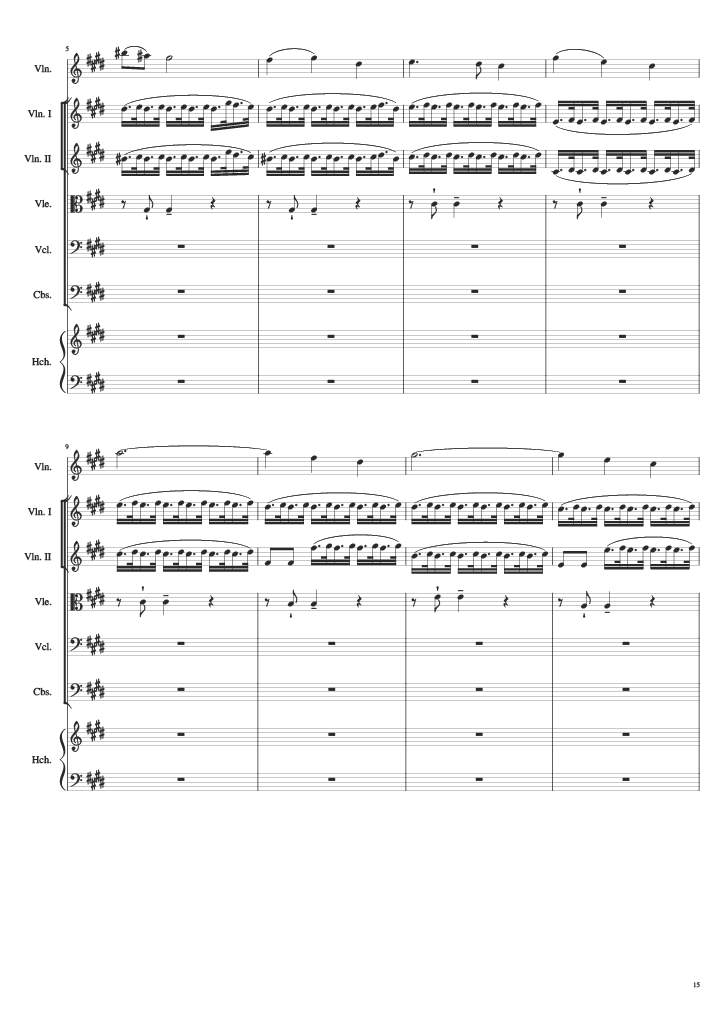 5
Vln.
Vln. I
Vln. II
Vle.
Vcl.
Cbs.
Hch.
9
Vln.
Vln. I
Vln. II
Vle.
Vcl.
Cbs.
Hch.
15